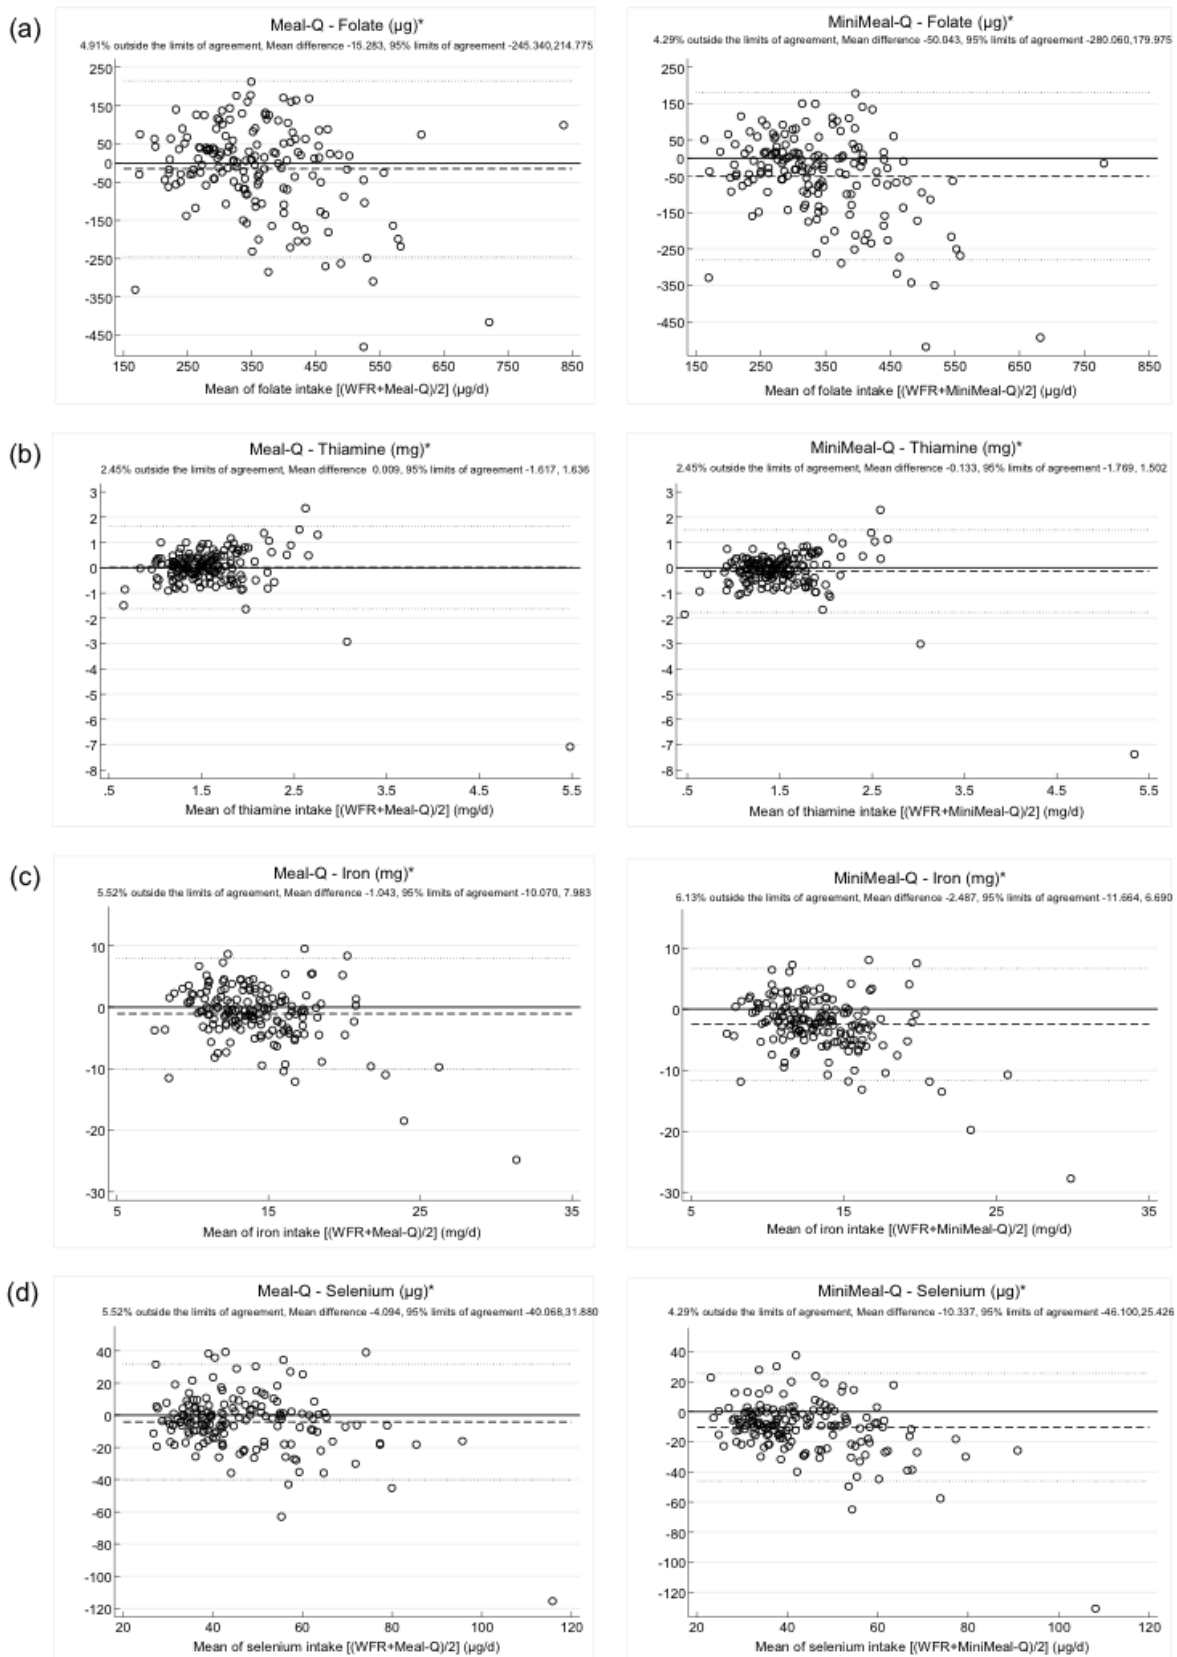 (a)
Meal-Q - Folate (µg)*
4.91% outside the limits of agreement, Mean difference -15.283, 95% limits of agreement -245.340,214.775
250
150
50
0
-50
-150
-250
-350
-450
150 250 350 450 550 650 750 850
Mean of folate intake [(WFR+Meal-Q)/2] (µg/d)
MiniMeal-Q - Folate (µg)*
4.29% outside the limits of agreement, Mean difference -50.043, 95% limits of agreement -280.060,179.975
250
150
50
0
-50
-150
-250
-350
-450
150 250 350 450 550 650 750 850
Mean of folate intake [(WFR+MiniMeal-Q)/2] (µg/d)
(b)
Meal-Q - Thiamine (mg)*
2.45% outside the limits of agreement, Mean difference 0.009, 95% limits of agreement -1.617, 1.636
3
2
1
0
-1
-2
-3
-4
-5
-6
-7
-8
.5 1.5 2.5 3.5 4.5 5.5
Mean of thiamine intake [(WFR+Meal-Q)/2] (mg/d)
MiniMeal-Q - Thiamine (mg)*
2.45% outside the limits of agreement, Mean difference -0.133, 95% limits of agreement -1.769, 1.502
3
2
1
0
-1
-2
-3
-4
-5
-6
-7
-8
.5 1.5 2.5 3.5 4.5 5.5
Mean of thiamine intake [(WFR+MiniMeal-Q)/2] (mg/d)
(c)
Meal-Q - Iron (mg)*
5.52% outside the limits of agreement, Mean difference -1.043, 95% limits of agreement -10.070, 7.983
10
0
-10
-20
-30
5 15 25 35
Mean of iron intake [(WFR+Meal-Q)/2] (mg/d)
MiniMeal-Q - Iron (mg)*
6.13% outside the limits of agreement, Mean difference -2.487, 95% limits of agreement -11.664, 6.690
10
0
-10
-20
-30
5 15 25 35
Mean of iron intake [(WFR+MiniMeal-Q)/2] (mg/d)
(d)
Meal-Q - Selenium (µg)*
5.52% outside the limits of agreement, Mean difference -4.094, 95% limits of agreement -40.068,31.880
40
20
0
-20
-40
-60
-80
-100
-120
20 40 60 80 100 120
Mean of selenium intake [(WFR+Meal-Q)/2] (µg/d)
MiniMeal-Q - Selenium (µg)*
4.29% outside the limits of agreement, Mean difference -10.337, 95% limits of agreement -46.100,25.426
40
20
0
-20
-40
-60
-80
-100
-120
20 40 60 80 100 120
Mean of selenium intake [(WFR+MiniMeal-Q)/2] (µg/d)